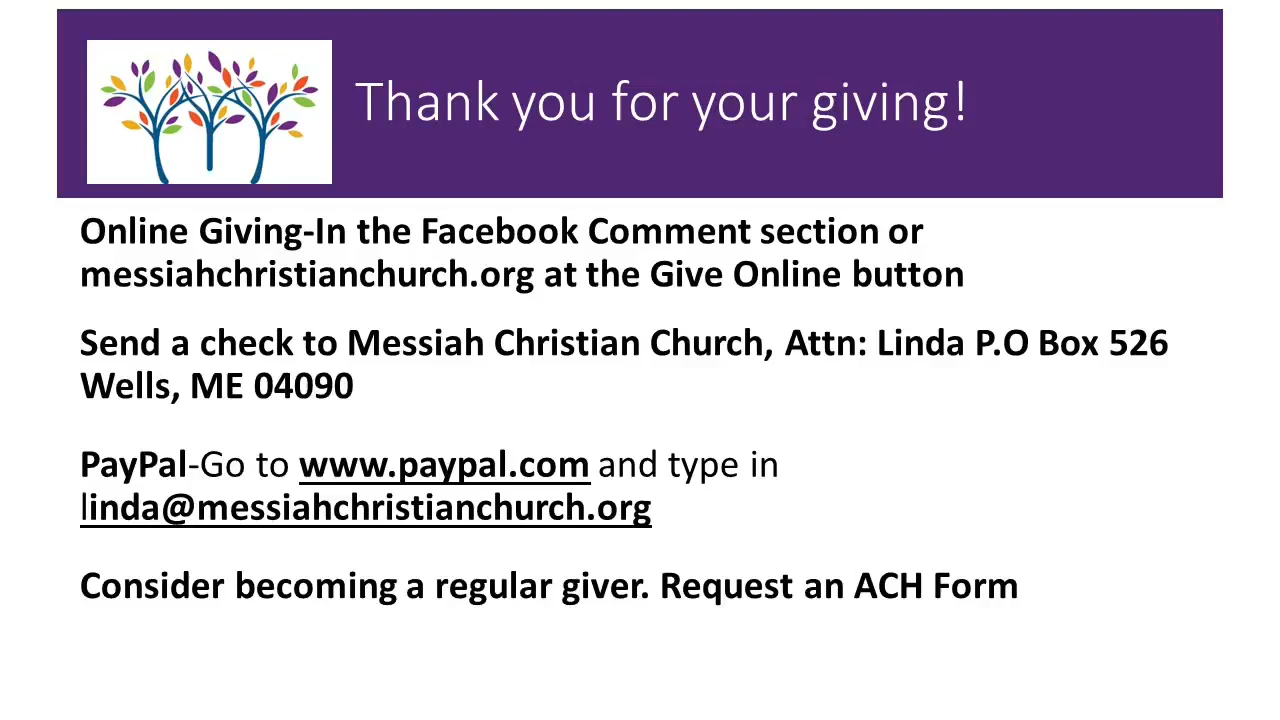 Thank you for your giving!
Online Giving-In the Facebook Comment section or
messiahchristianchurch.org at the Give Online button
Send a check to Messiah Christian Church, Attn: Linda P.O Box 526
Wells, ME 04090
PayPal-Go to www.paypal.com and type in
linda@messiahchristianchurch.org
Consider becoming a regular giver. Request an ACH Form